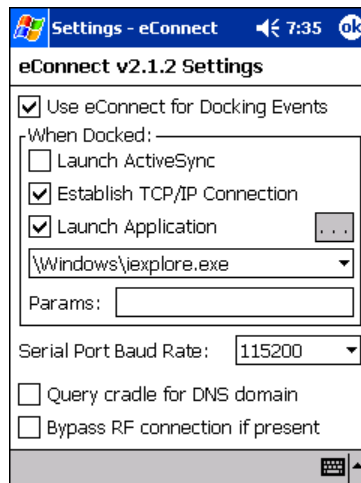 Settings - eConnect 7:35 ok
eConnect v2.1.2 Settings
Use eConnect for Docking Events
When Docked:
Launch ActiveSync
Establish TCP/IP Connection
Launch Application ...
\Windows\iexplore.exe
Params:
Serial Port Baud Rate: 115200
Query cradle for DNS domain
Bypass RF connection if present